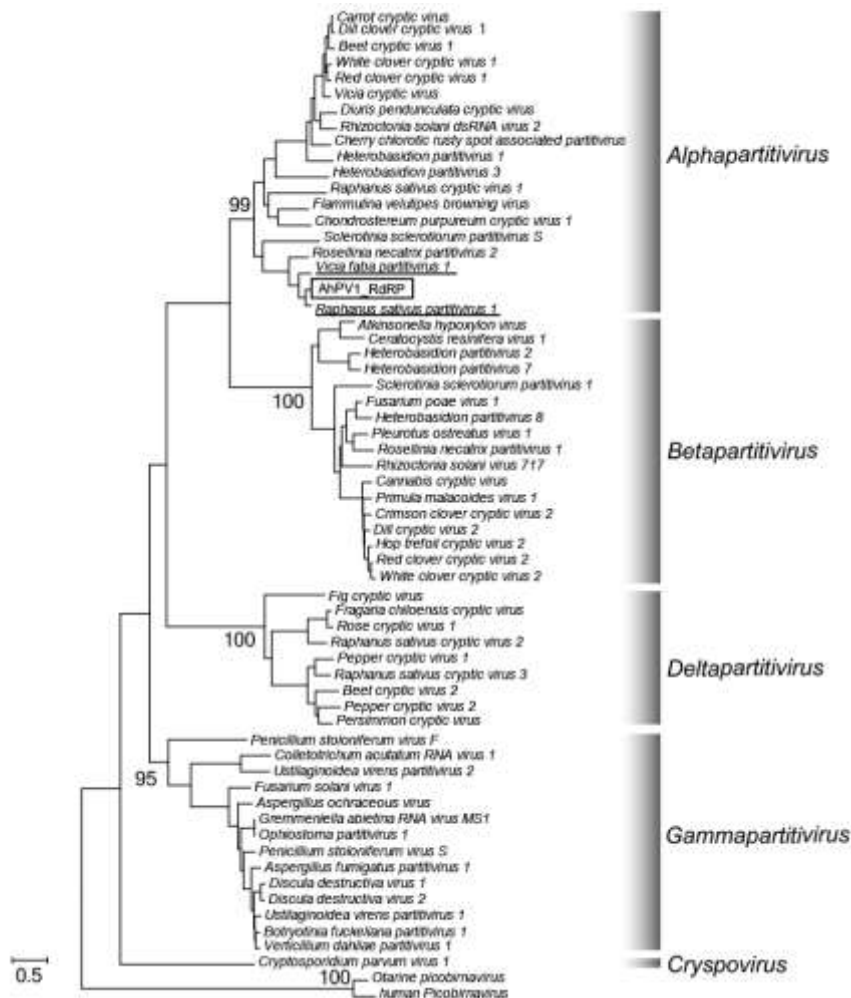 Carrot cryptic virus
Dill clover cryptic virus 1
Beet cryptic virus 1
White clover cryptic virus 1
Red clover cryptic virus 1
Vicia cryptic virus
Diuris pendunculata cryptic virus
Rhizoctonia solani dsRNA virus 2
Cherry chlorotic rusty spot associated partitivirus
Heterobasidion partitivirus 1
Heterobasidion partitivirus 3
Raphanus sativus cryptic virus 1
Flammulina velutipes browning virus
Chondrostereum purpureum cryptic virus 1
Sclerotinia sclerotiorum partitivirus S
Rosellinia necatrix partitivirus 2
Vicia faba partitivirus 1
AhPV1_RdRP
Raphanus sativus partitivirus 1
99
Alphapartitivirus
Atkinsonella hypoxylon virus
Ceratocystis resinifera virus 1
Heterobasidion partitivirus 2
Heterobasidion partitivirus 7
Sclerotinia sclerotiorum partitivirus 1
Fusarium poae virus 1
Heterobasidion partitivirus 8
Pleurotus ostreatus virus 1
Rosellinia necatrix partitivirus 1
Rhizoctonia solani virus 717
Cannabis cryptic virus
Primula malacoides virus 1
Crimson clover cryptic virus 2
Dill cryptic virus 2
Hop trefoil cryptic virus 2
Red clover cryptic virus 2
White clover cryptic virus 2
100
Betapartitivirus
Fig cryptic virus
Fragaria chiloensis cryptic virus
Rose cryptic virus 1
Raphanus sativus cryptic virus 2
Pepper cryptic virus 1
Raphanus sativus cryptic virus 3
Beet cryptic virus 2
Pepper cryptic virus 2
Persimmon cryptic virus
100
Deltapartitivirus
Penicillium stoloniferum virus F
Colletotrichum acutatum RNA virus 1
Ustilaginoidea virens partitivirus 2
Fusarium solani virus 1
Aspergillus ochraceous virus
Gremmeniella abietina RNA virus MS1
Ophiostoma partitivirus 1
Penicillium stoloniferum virus S
Aspergillus fumigatus partitivirus 1
Discula destructiva virus 1
Discula destructiva virus 2
Ustilaginoidea virens partitivirus 1
Botryotinia fuckeliana partitivirus 1
Verticillium dahliae partitivirus 1
95
Gammapartitivirus
Cryptosporidium parvum virus 1
Cryspovirus
0.5
100
Otarine picobirnavirus
human Picobirnavirus